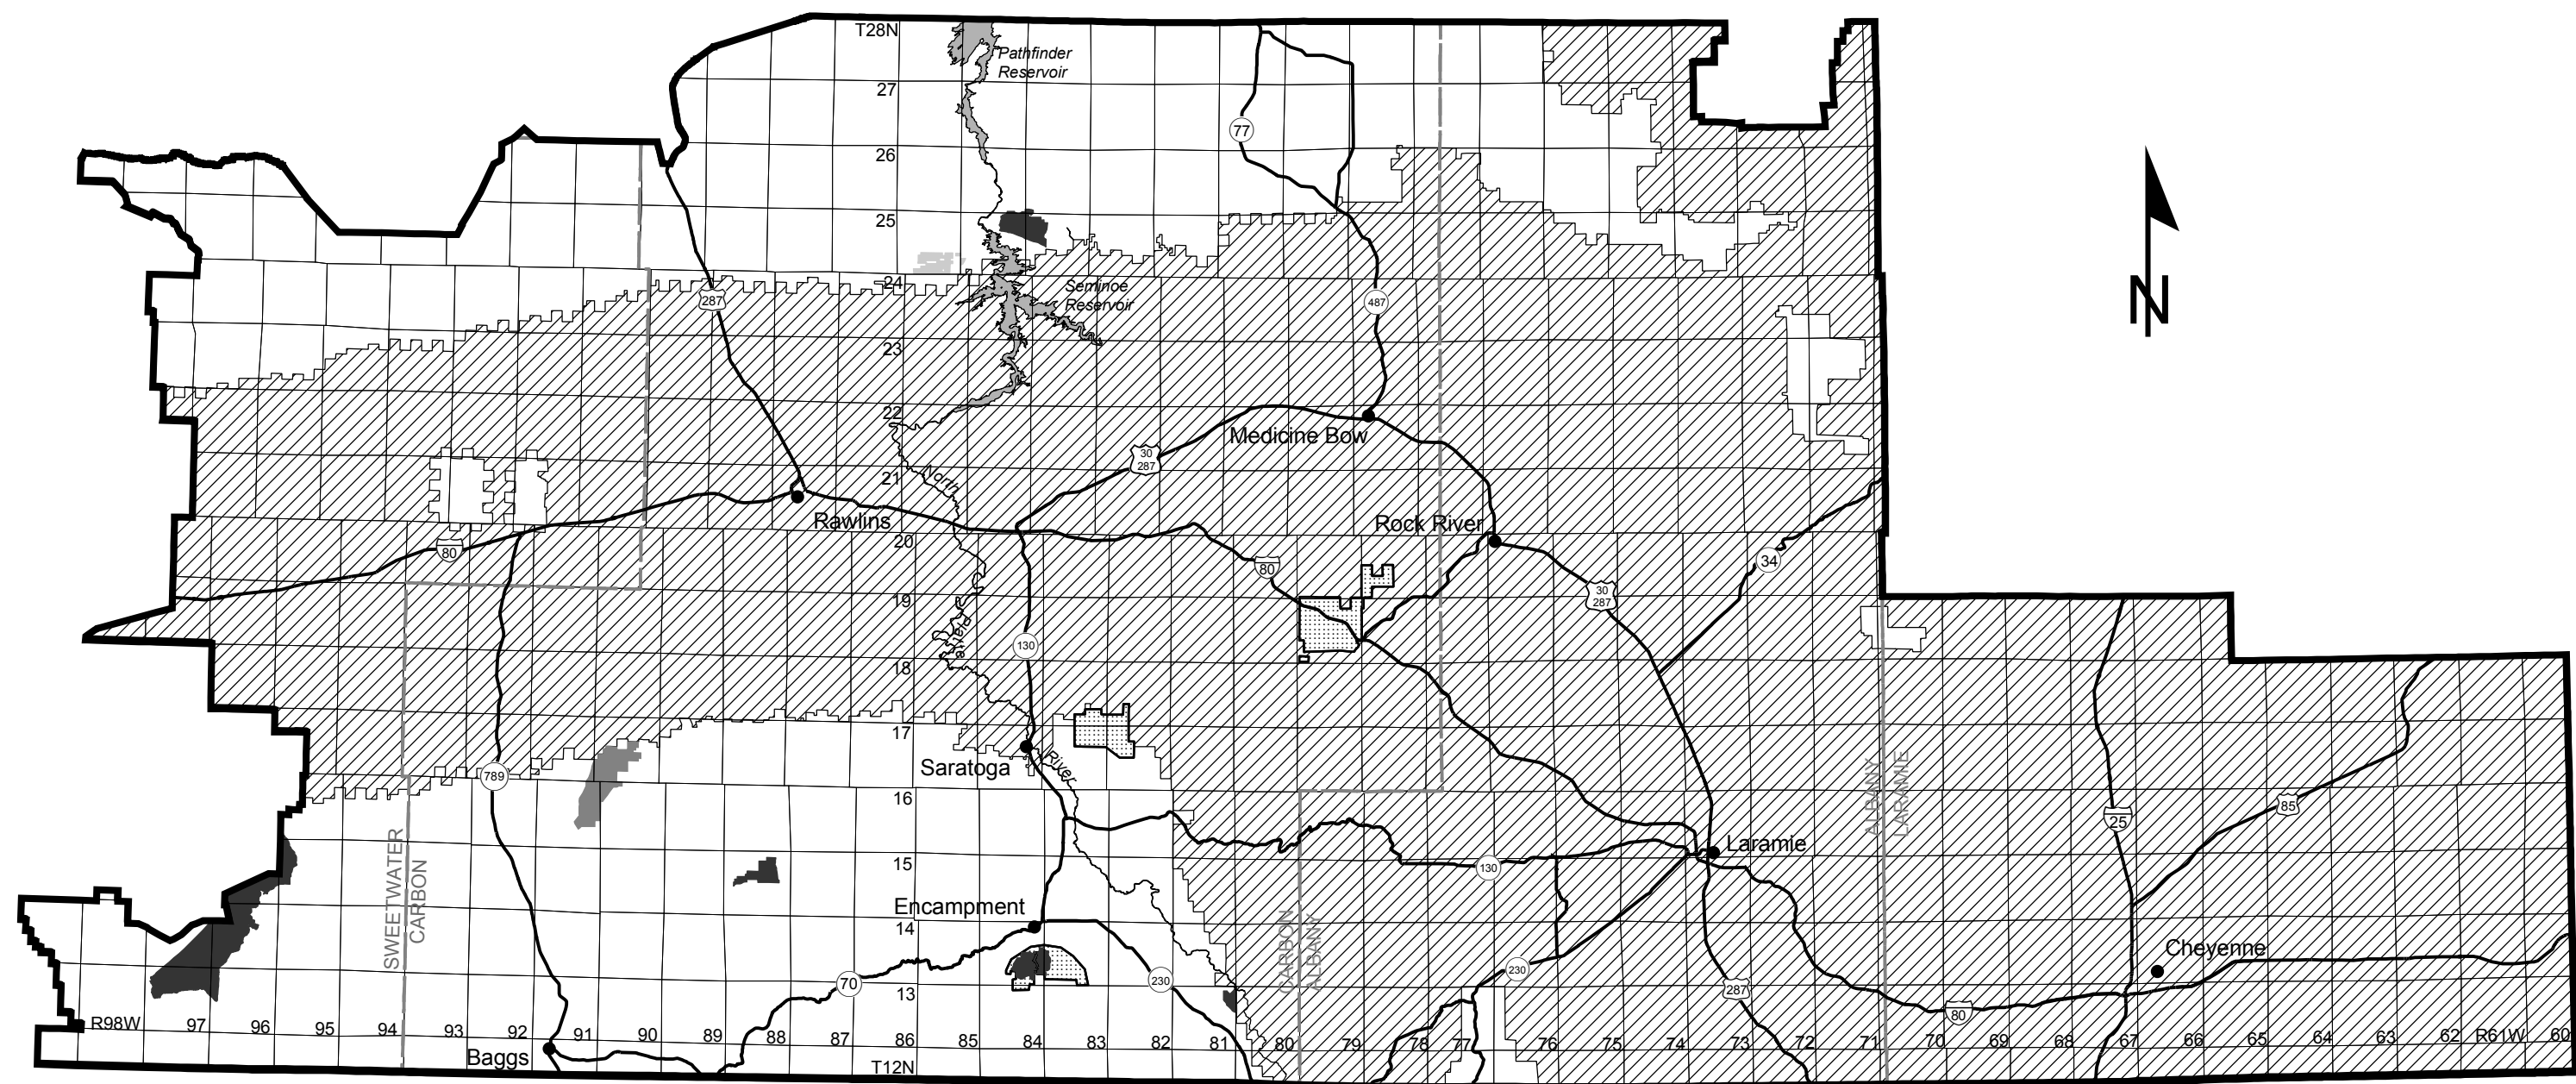 T28N
Pathfinder
Reservoir
27
77
26
25
24
287
Seminoe
Reservoir
487
23
22
Medicine Bow
30
287
21
North
Rawlins
Rock River
20
80
80
34
19
30
287
Platte
130
18
17
Saratoga
River
789
16
ALBANY
LARAMIE
85
25
SWEETWATER
CARBON
15
130
Laramie
Encampment
14
CARBON
ALBANY
Cheyenne
70
13
230
230
287
80
R98W 97 96 95 94 93 92 91 90 89 88 87 86 85 84 83 82 81 80 79 78 77 76 75 74 73 72 71 70 69 68 67 66 65 64 63 62 R61W 60
Baggs
T12N
N